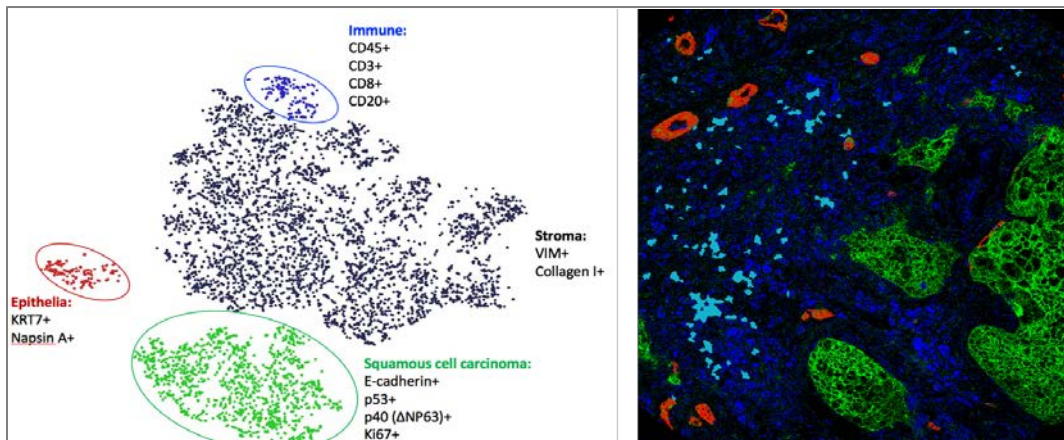 Immune:
CD45+
CD3+
CD8+
CD20+
Stroma:
VIM+
Collagen I+
Epithelia:
KRT7+
Napsin A+
Squamous cell carcinoma:
E-cadherin+
p53+
p40 (ΔNP63)+
Ki67+